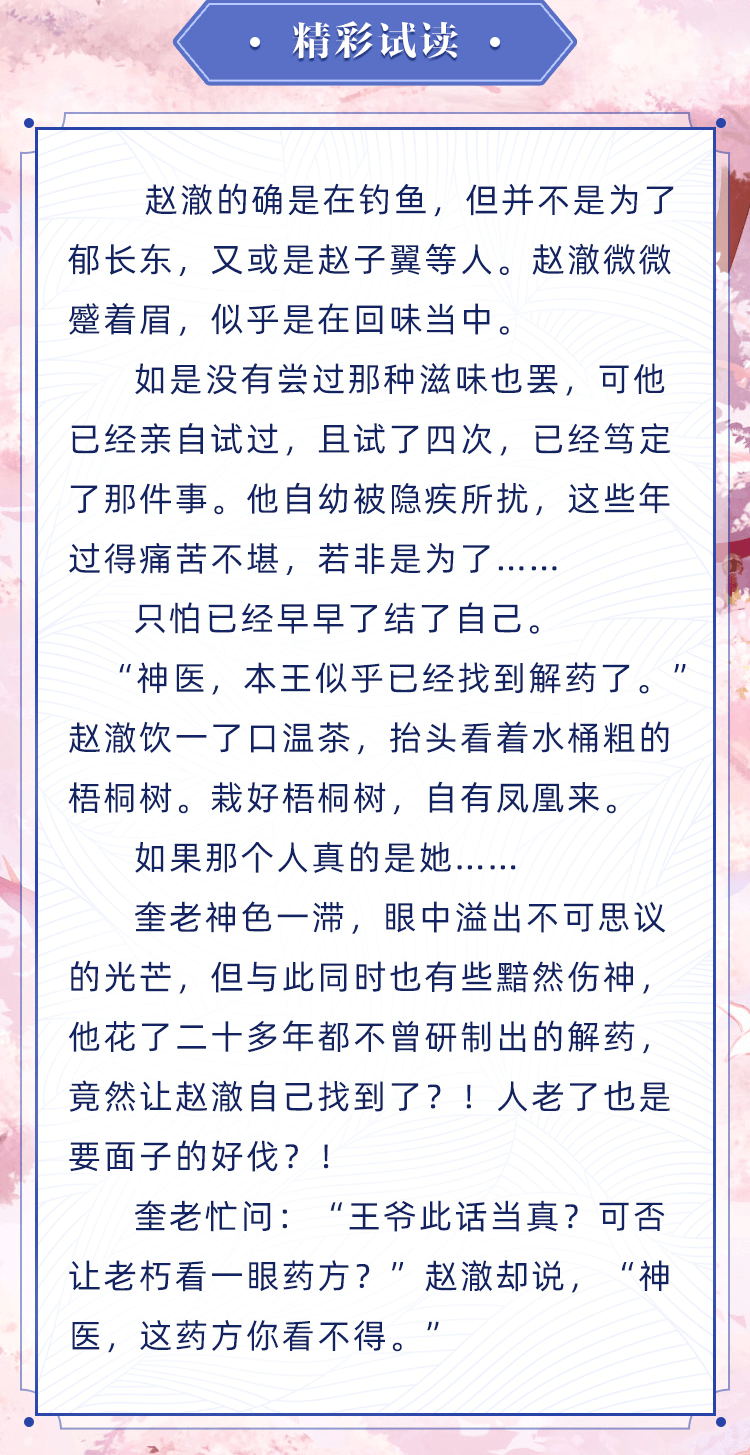 · 精彩试读 ·
赵澈的确是在钓鱼，但并不是为了
郁长东，又或是赵子翼等人。赵澈微微
蹙着眉，似乎是在回味当中。
如是没有尝过那种滋味也罢，可他
已经亲自试过，且试了四次，已经笃定
了那件事。他自幼被隐疾所扰，这些年
过得痛苦不堪，若非是为了……
只怕已经早早了结了自己。
“神医，本王似乎已经找到解药了。”
赵澈饮一了口温茶，抬头看着水桶粗的
梧桐树。栽好梧桐树，自有凤凰来。
如果那个人真的是她……
奎老神色一滞，眼中溢出不可思议
的光芒，但与此同时也有些黯然伤神，
他花了二十多年都不曾研制出的解药，
竟然让赵澈自己找到了？！人老了也是
要面子的好伐？！
奎老忙问：“王爷此话当真？可否
让老朽看一眼药方？”赵澈却说，“神
医，这药方你看不得。”